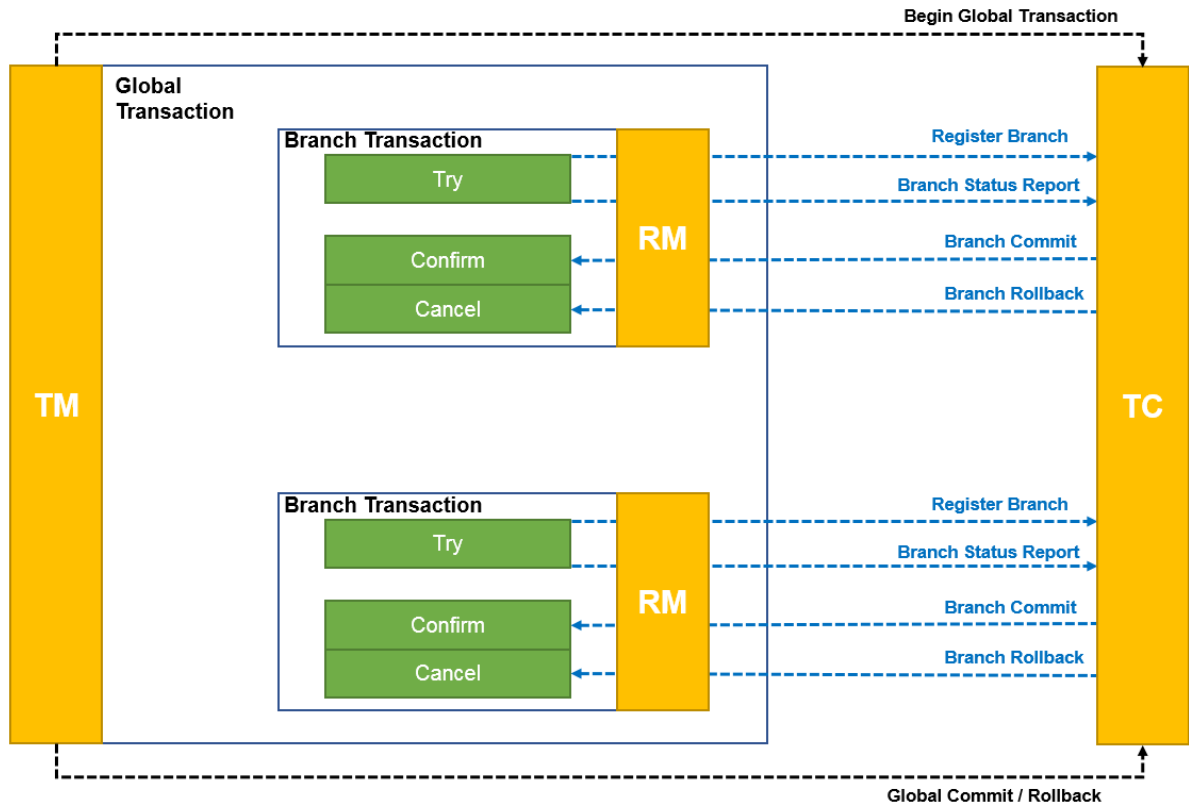 Begin Global Transaction
Global
Transaction
Branch Transaction
Try
Confirm
Cancel
RM
Register Branch
Branch Status Report
Branch Commit
Branch Rollback
TM
TC
Branch Transaction
Try
Confirm
Cancel
RM
Register Branch
Branch Status Report
Branch Commit
Branch Rollback
Global Commit / Rollback